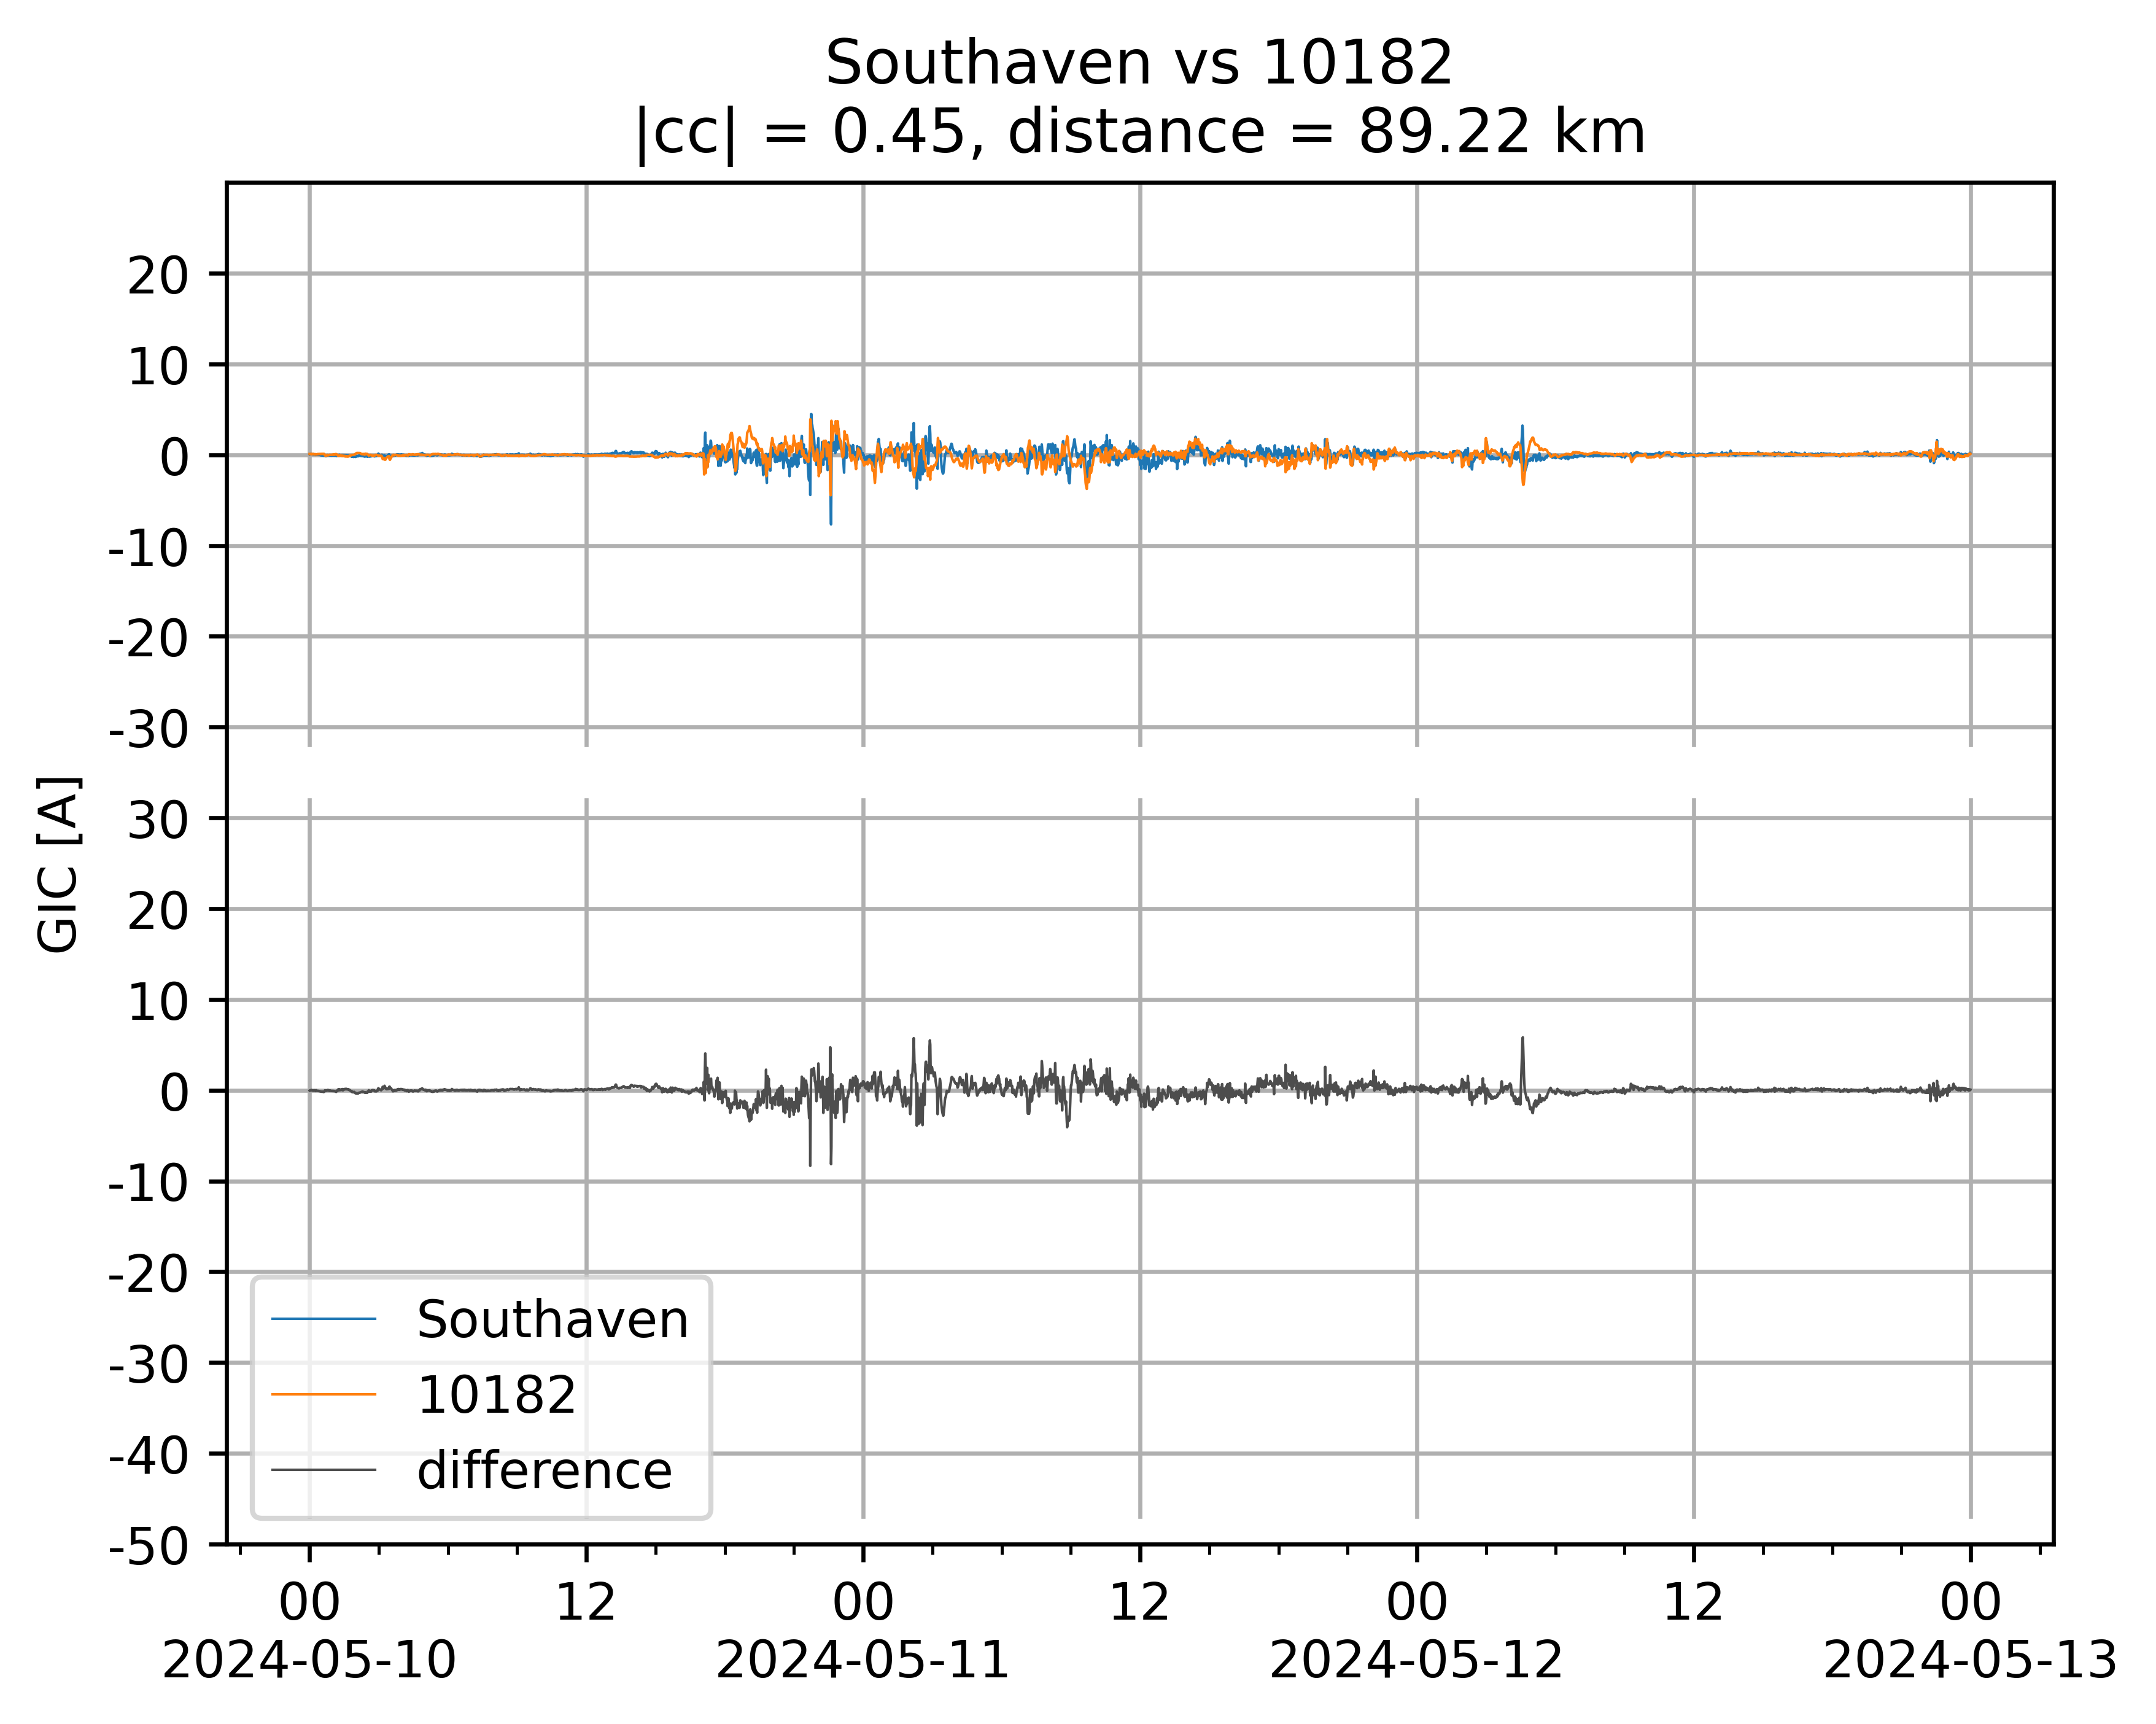 Southaven vs 10182
|cc| = 0.45, distance = 89.22 km
20
10
0
-10
-20
-30
30
20
10
0
-10
-20
-30
-40
-50
GIC [A]
Southaven
10182
difference
00 12 00 12 00 12 00
2024-05-10 2024-05-11 2024-05-12 2024-05-13